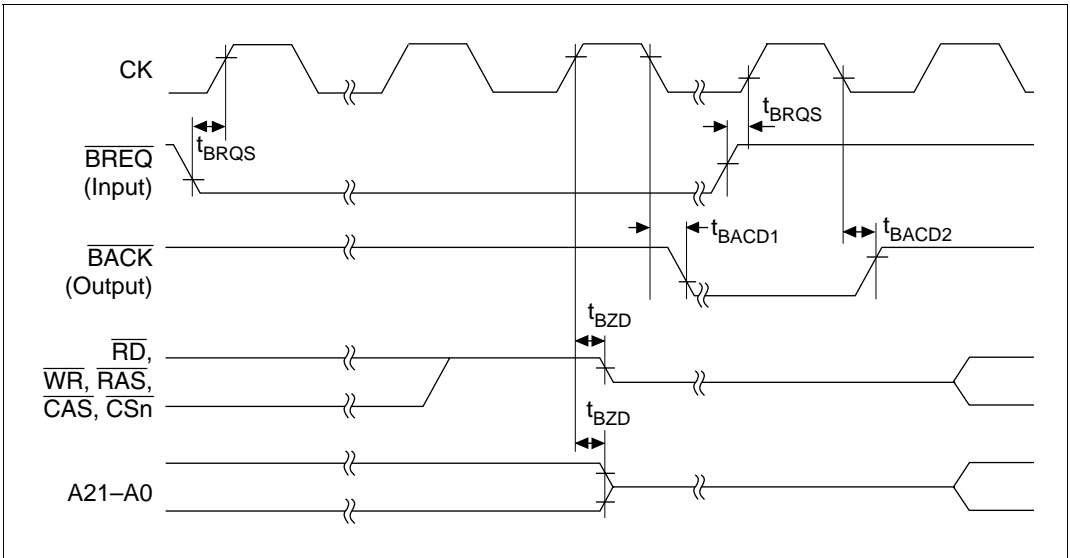 CK
tBRQS
tBRQS
BREQ
(Input)
tBACD1
tBACD2
BACK
(Output)
tBZD
RD,
WR, RAS,
CAS, CSn
tBZD
A21–A0